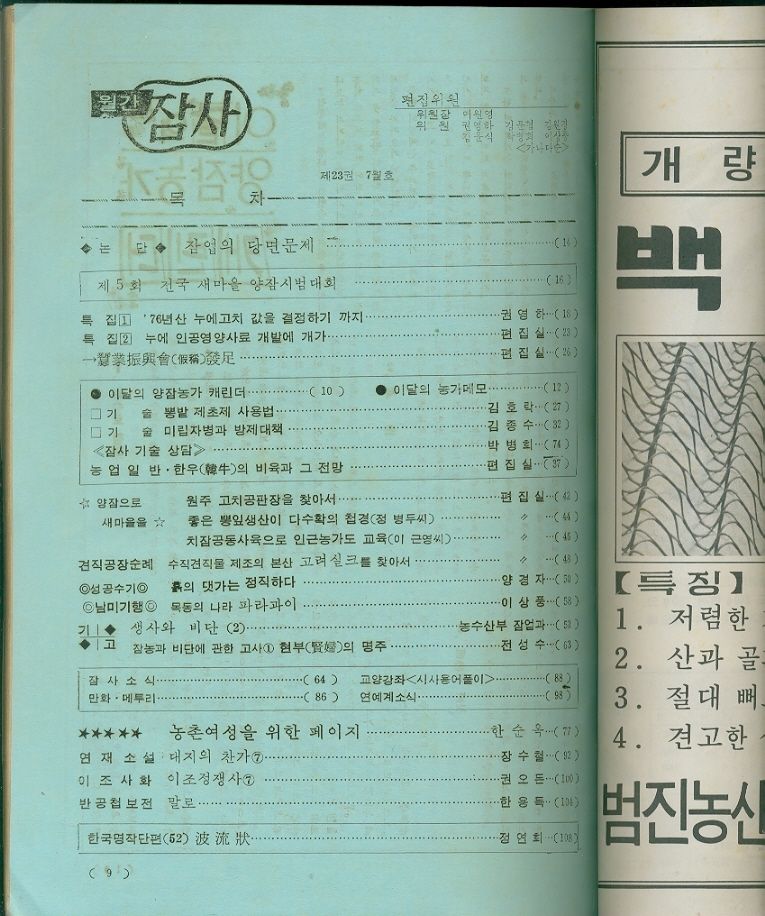 월간 잠사
편집위원
위원장 이원영
위 원 권영하
<가나다순>
제23권 7월호
목 차
◆ 논 단 ◆ 잠업의 당면문제 (14)
제5회 전국 새마을 양잠시범대회 (16)
특 집 1 '76년산 누에고치 값을 결정하기 까지 권영하 (18)
특 집 2 누에 인공영양사료 개발에 개가 편집실 (23)
→蠶業振興會(假稱)發足 편집실 (26)
● 이달의 양잠농가 캐린더 (10) ● 이달의 농가메모 (12)
□ 기 술 뽕밭 제초제 사용법 김호락 (27)
□ 기 술 미립자병과 방제대책 김종수 (32)
≪잠사 기술 상담≫ 박병희 (74)
농업일반·한우(韓牛)의 비육과 그 전망 편집실 (37)
☆ 양잠으로 원주 고치공판장을 찾아서 편집실 (42)
새마을을 ☆ 좋은 뽕잎생산이 다수확의 첩경(정 병두씨) 〃 (44)
치잠공동사육으로 인근농가도 교육(이 근영씨) 〃 (45)
견직공장순례 수직견직물 제조의 본산 고려실크를 찾아서 〃 (48)
◎성공수기◎ 흙의 댓가는 정직하다 양경자 (50)
◎남미기행◎ 목동의 나라 파라과이 이상풍 (58)
기 ◆ 생사와 비단 (2) 농수산부 잠업과
◆ 고 잠농과 비단에 관한 고사① 현부(賢婦)의 명주 전성수 (63)
잠사소식 (64) 교양강좌<시사용어풀이> (88)
만화·메뚜리 (86) 연예계소식 (98)
★★★★★ 농촌여성을 위한 페이지 한순옥 (77)
연재소설 대지의 찬가⑦ 장수철 (92)
이조사화 이조정쟁사⑦ 권오돈 (100)
반공첩보전 말로 한용득 (104)
한국명작단편(52) 波流狀 정연희 (108)
( 9 )
개 량
백
【특징】
1. 저렴한
2. 산과 골
3. 절대 뻐
4. 견고한
범진농산